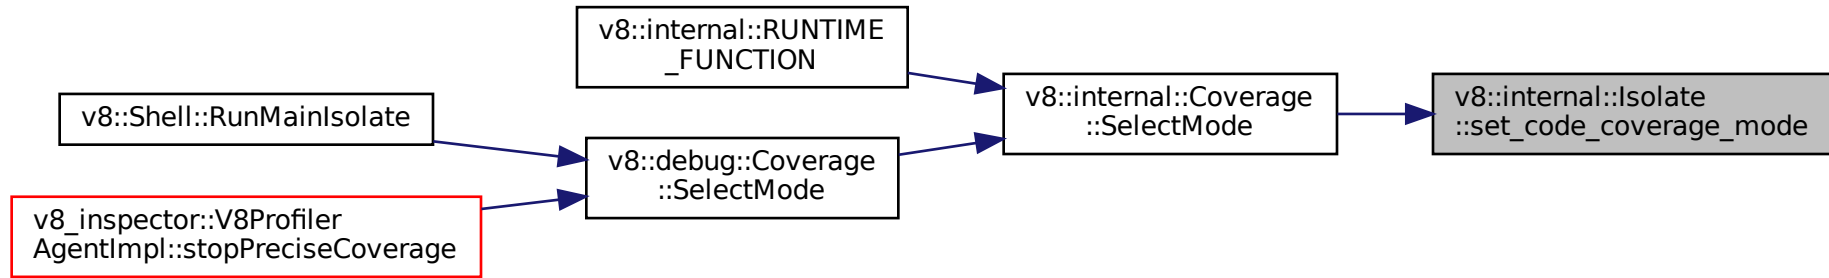 v8::internal::RUNTIME
_FUNCTION
v8::Shell::RunMainIsolate
v8::internal::Coverage
::SelectMode
v8::internal::Isolate
::set_code_coverage_mode
v8::debug::Coverage
::SelectMode
v8_inspector::V8Profiler
AgentImpl::stopPreciseCoverage